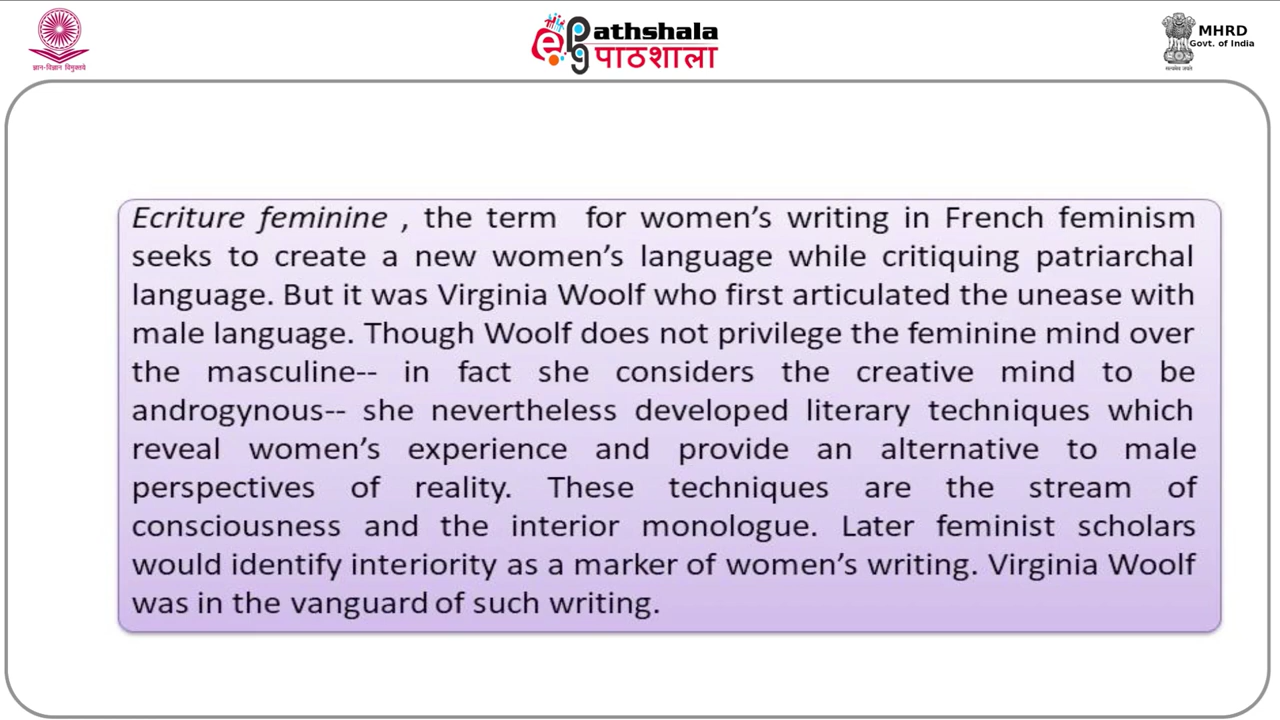 ज्ञान-विज्ञान विमुक्तये
ePg Pathshala
पाठशाला
MHRD
Govt. of India
सत्यमेव जयते
Ecriture feminine , the term for women's writing in French feminism
seeks to create a new women's language while critiquing patriarchal
language. But it was Virginia Woolf who first articulated the unease with
male language. Though Woolf does not privilege the feminine mind over
the masculine-- in fact she considers the creative mind to be
androgynous-- she nevertheless developed literary techniques which
reveal women's experience and provide an alternative to male
perspectives of reality. These techniques are the stream of
consciousness and the interior monologue. Later feminist scholars
would identify interiority as a marker of women's writing. Virginia Woolf
was in the vanguard of such writing.